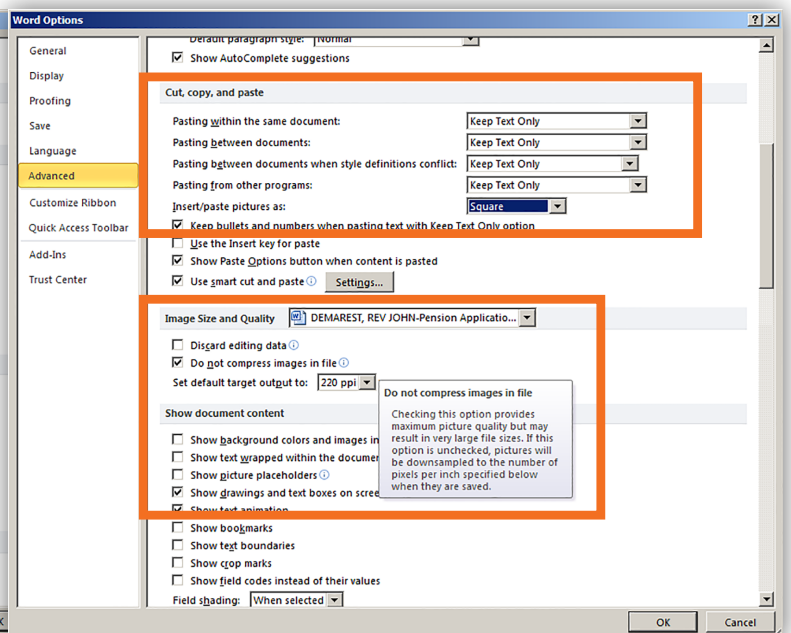 Word Options
General
Display
Proofing
Save
Language
Advanced
Customize Ribbon
Quick Access Toolbar
Add-Ins
Trust Center
Default paragraph style: Normal
Show AutoComplete suggestions
Cut, copy, and paste
Pasting within the same document: Keep Text Only
Pasting between documents: Keep Text Only
Pasting between documents when style definitions conflict: Keep Text Only
Pasting from other programs: Keep Text Only
Insert/paste pictures as: Square
Keep bullets and numbers when pasting text with Keep Text Only option
Use the Insert key for paste
Show Paste Options button when content is pasted
Use smart cut and paste Settings...
Image Size and Quality DEMAREST, REV JOHN-Pension Applicatio...
Discard editing data
Do not compress images in file
Set default target output to: 220 ppi
Do not compress images in file
Checking this option provides
maximum picture quality but may
result in very large file sizes. If this
option is unchecked, pictures will
be downsampled to the number of
pixels per inch specified below
when they are saved.
Show document content
Show background colors and images in
Show text wrapped within the documen
Show picture placeholders
Show drawings and text boxes on scree
Show text animation
Show bookmarks
Show text boundaries
Show crop marks
Show field codes instead of their values
Field shading: When selected
OK Cancel